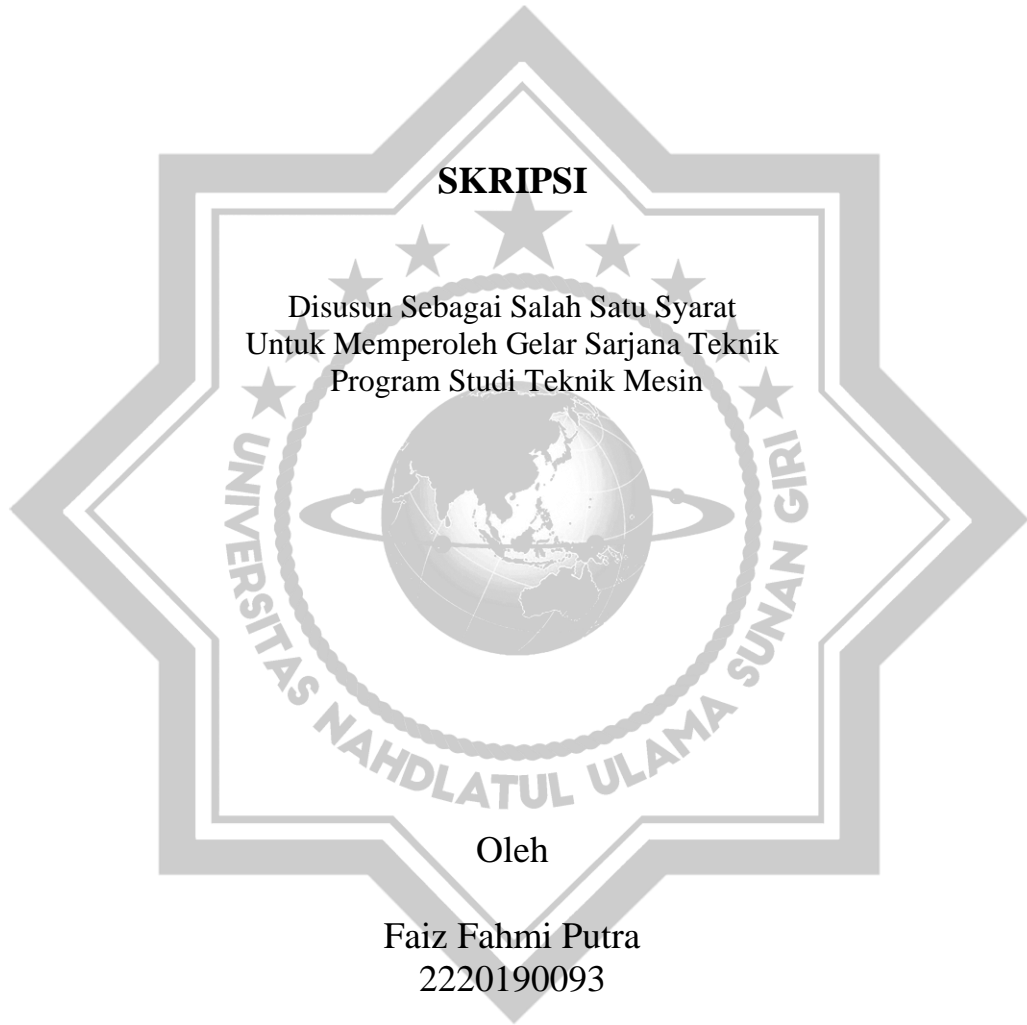 SKRIPSI
Disusun Sebagai Salah Satu Syarat
Untuk Memperoleh Gelar Sarjana Teknik
Program Studi Teknik Mesin
UNIVERSITAS NAHDLATUL ULAMA SUNAN GIRI
Oleh
Faiz Fahmi Putra
2220190093